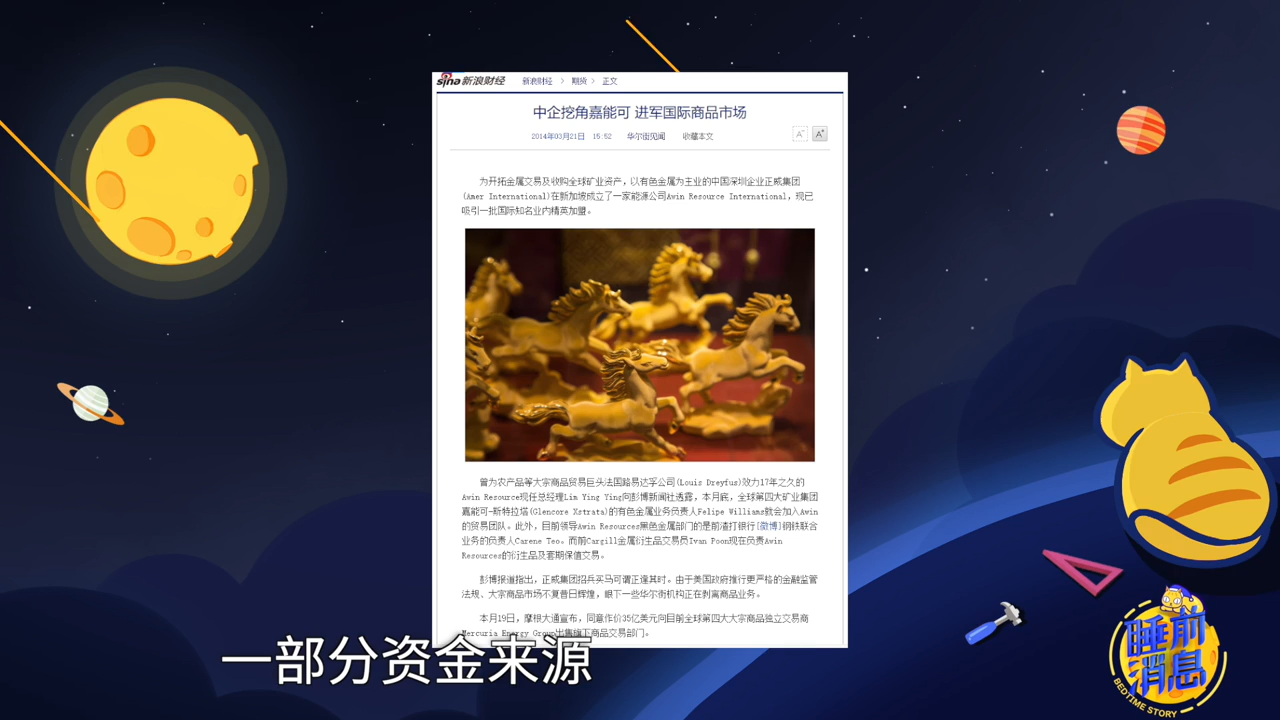 sina新浪财经 新浪财经 > 期货 > 正文
中企挖角嘉能可 进军国际商品市场
2014年03月21日 15:52 华尔街见闻 收藏本文 A- A+
为开拓金属交易及收购全球矿业资产，以有色金属为主业的中国深圳企业正威集团
(Amer International)在新加坡成立了一家能源公司Awin Resource International，现已
吸引一批国际知名业内精英加盟。
曾为农产品等大宗商品贸易巨头法国路易达孚公司(Louis Dreyfus)效力17年之久的
Awin Resource现任总经理Lim Ying Ying向彭博新闻社透露，本月底，全球第四大矿业集团
嘉能可-斯特拉塔(Glencore Xstrata)的有色金属业务负责人Felipe Williams就会加入Awin
的贸易团队。此外，目前领导Awin Resources黑色金属部门的是前渣打银行[微博]钢铁联合
业务的负责人Carene Teo。而前Cargill金属衍生品交易员Ivan Poon现在负责Awin
Resources的衍生品及套期保值交易。
彭博报道指出，正威集团招兵买马可谓正逢其时。由于美国政府推行更严格的金融监管
法规、大宗商品市场不复昔日辉煌，眼下一些华尔街机构正在剥离商品业务。
本月19日，摩根大通宣布，同意作价35亿美元向目前全球第四大大宗商品独立交易商
Mercuria Energy Group出售旗下商品交易部门。
一部分资金来源
睡前
消息
BEDTIME STORY